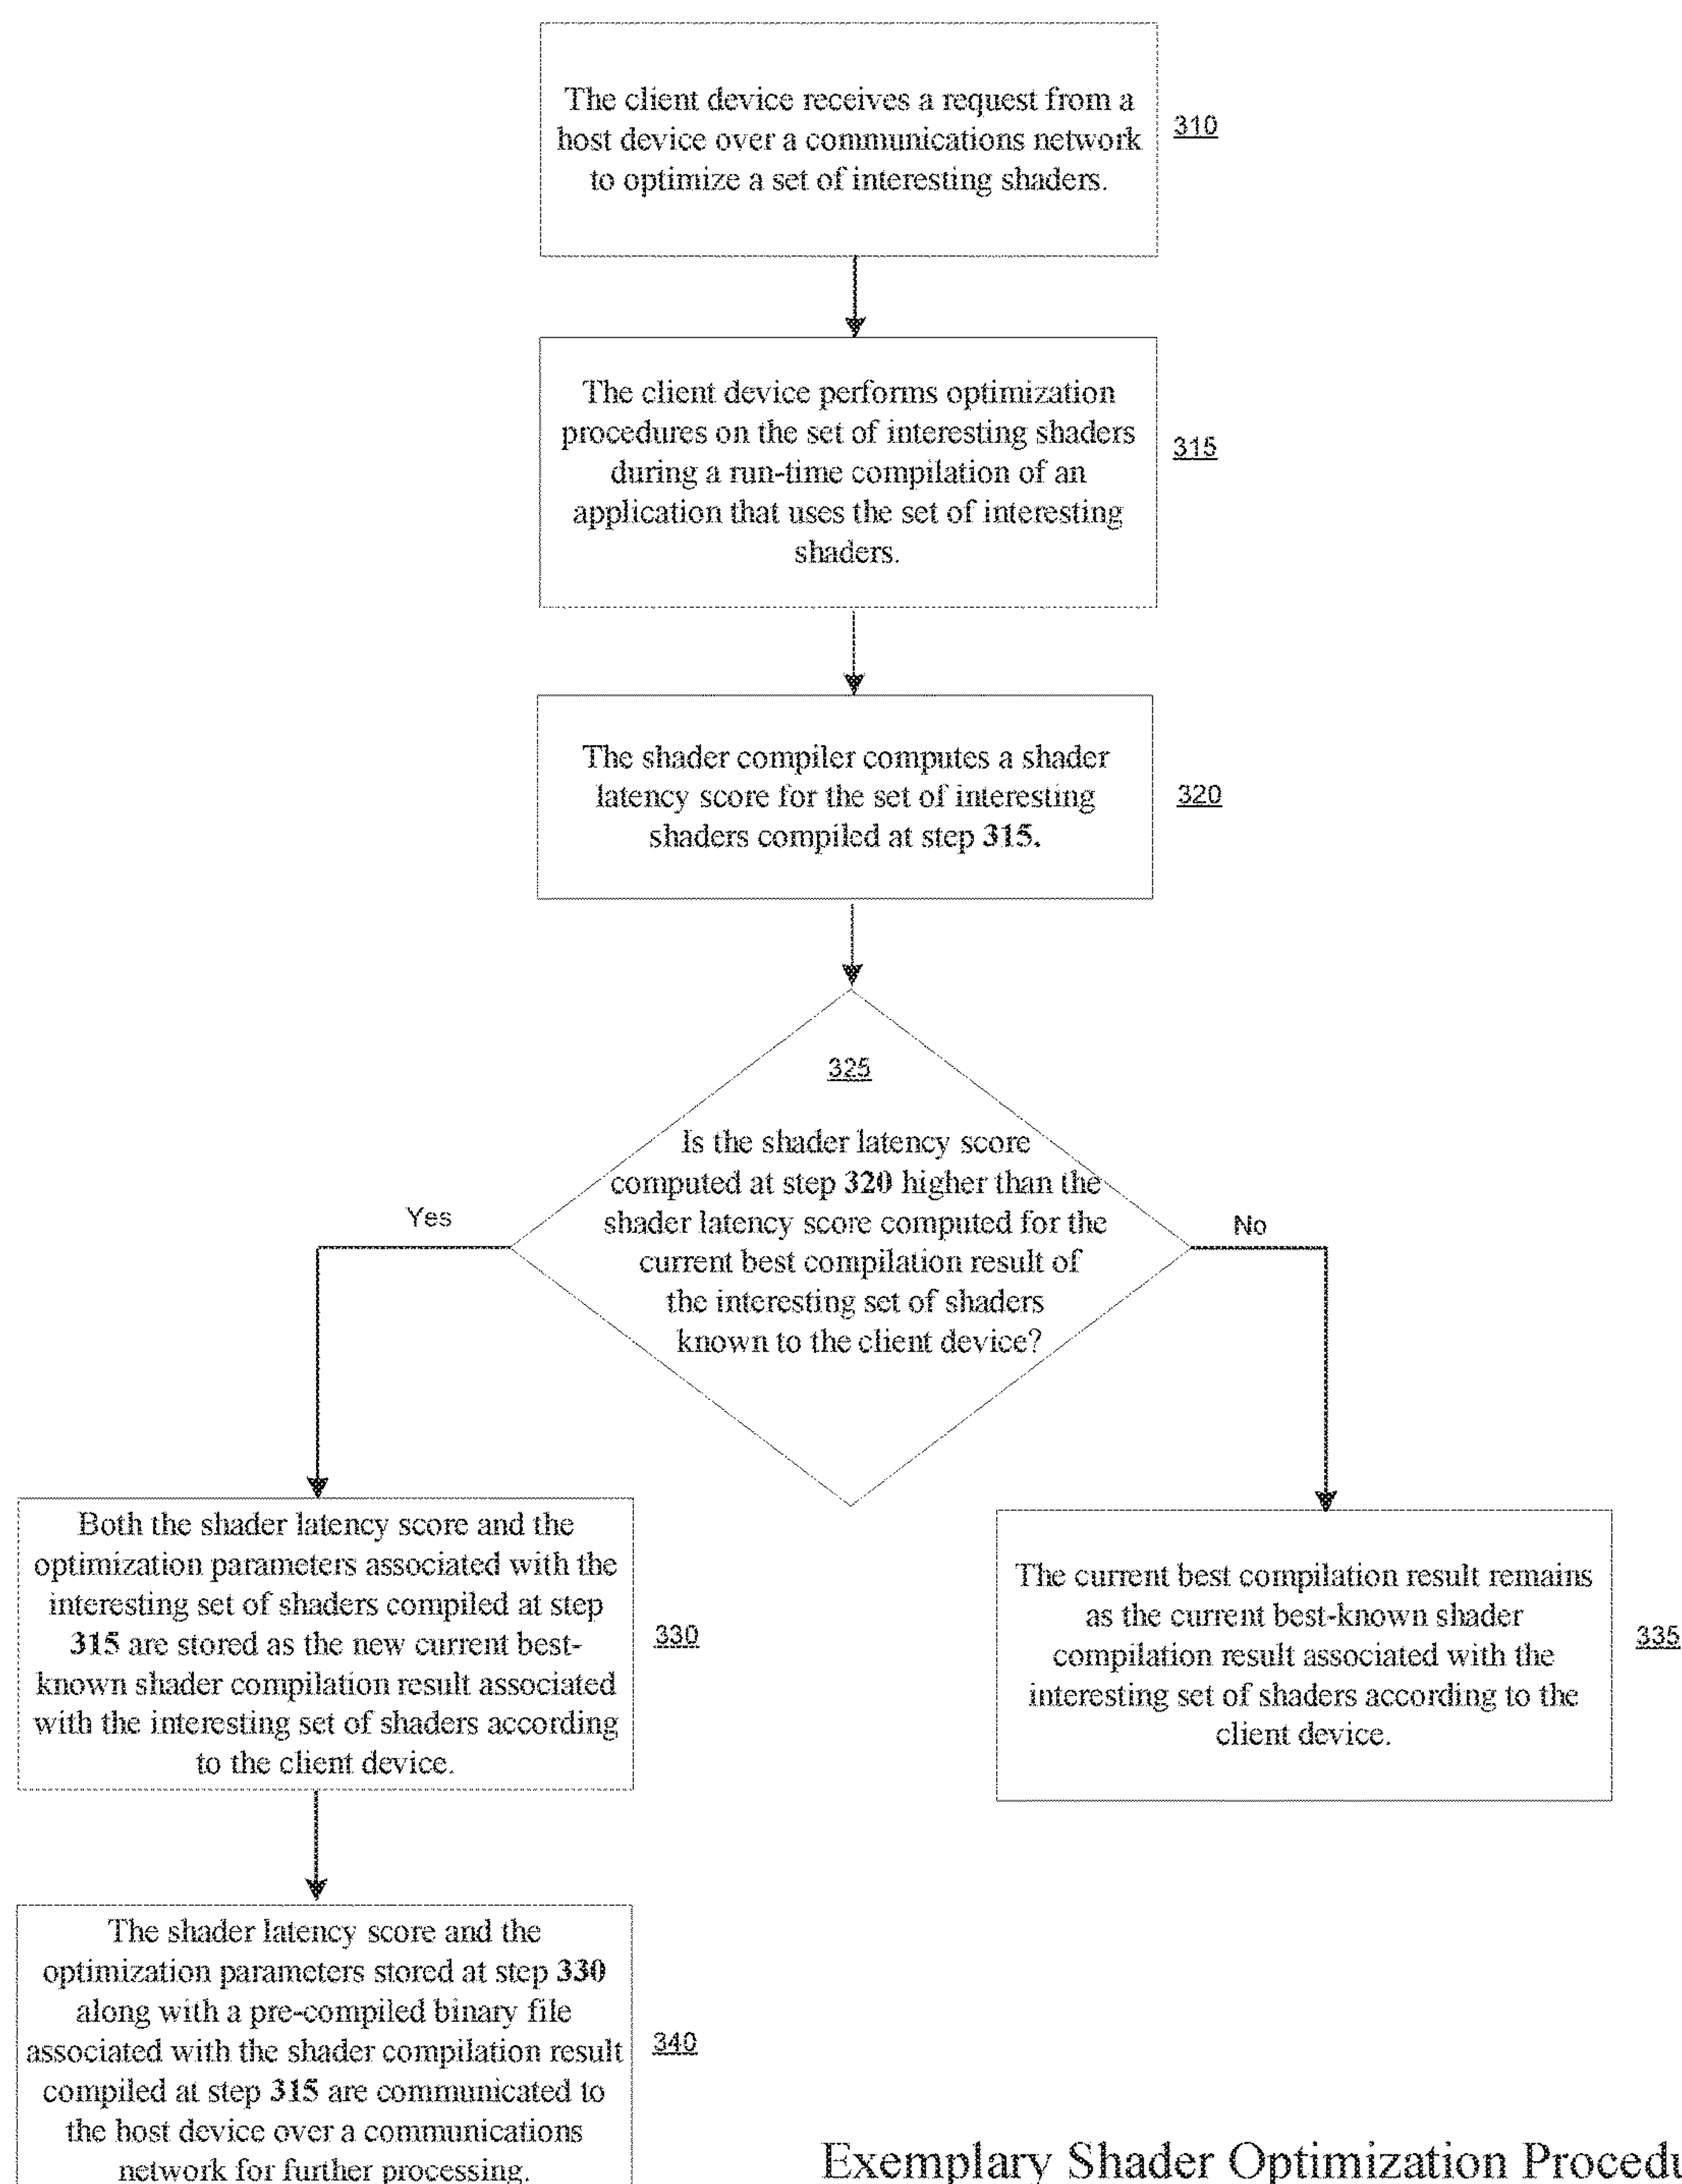 The client device receives a request from a
host device over a communications network
to optimize a set of interesting shaders.
310
The client device performs optimization
procedures on the set of interesting shaders
during a run-time compilation of an
application that uses the set of interesting
shaders.
315
The shader compiler computes a shader
latency score for the set of interesting
shaders compiled at step 315.
320
325
Is the shader latency score
computed at step 320 higher than the
shader latency score computed for the
current best compilation result of
the interesting set of shaders
known to the client device?
Yes
No
Both the shader latency score and the
optimization parameters associated with the
interesting set of shaders compiled at step
315 are stored as the new current best-
known shader compilation result associated
with the interesting set of shaders according
to the client device.
330
The current best compilation result remains
as the current best-known shader
compilation result associated with the
interesting set of shaders according to the
client device.
335
The shader latency score and the
optimization parameters stored at step 330
along with a pre-compiled binary file
associated with the shader compilation result
compiled at step 315 are communicated to
the host device over a communications
network for further processing.
340
Exemplary Shader Optimization Procedu